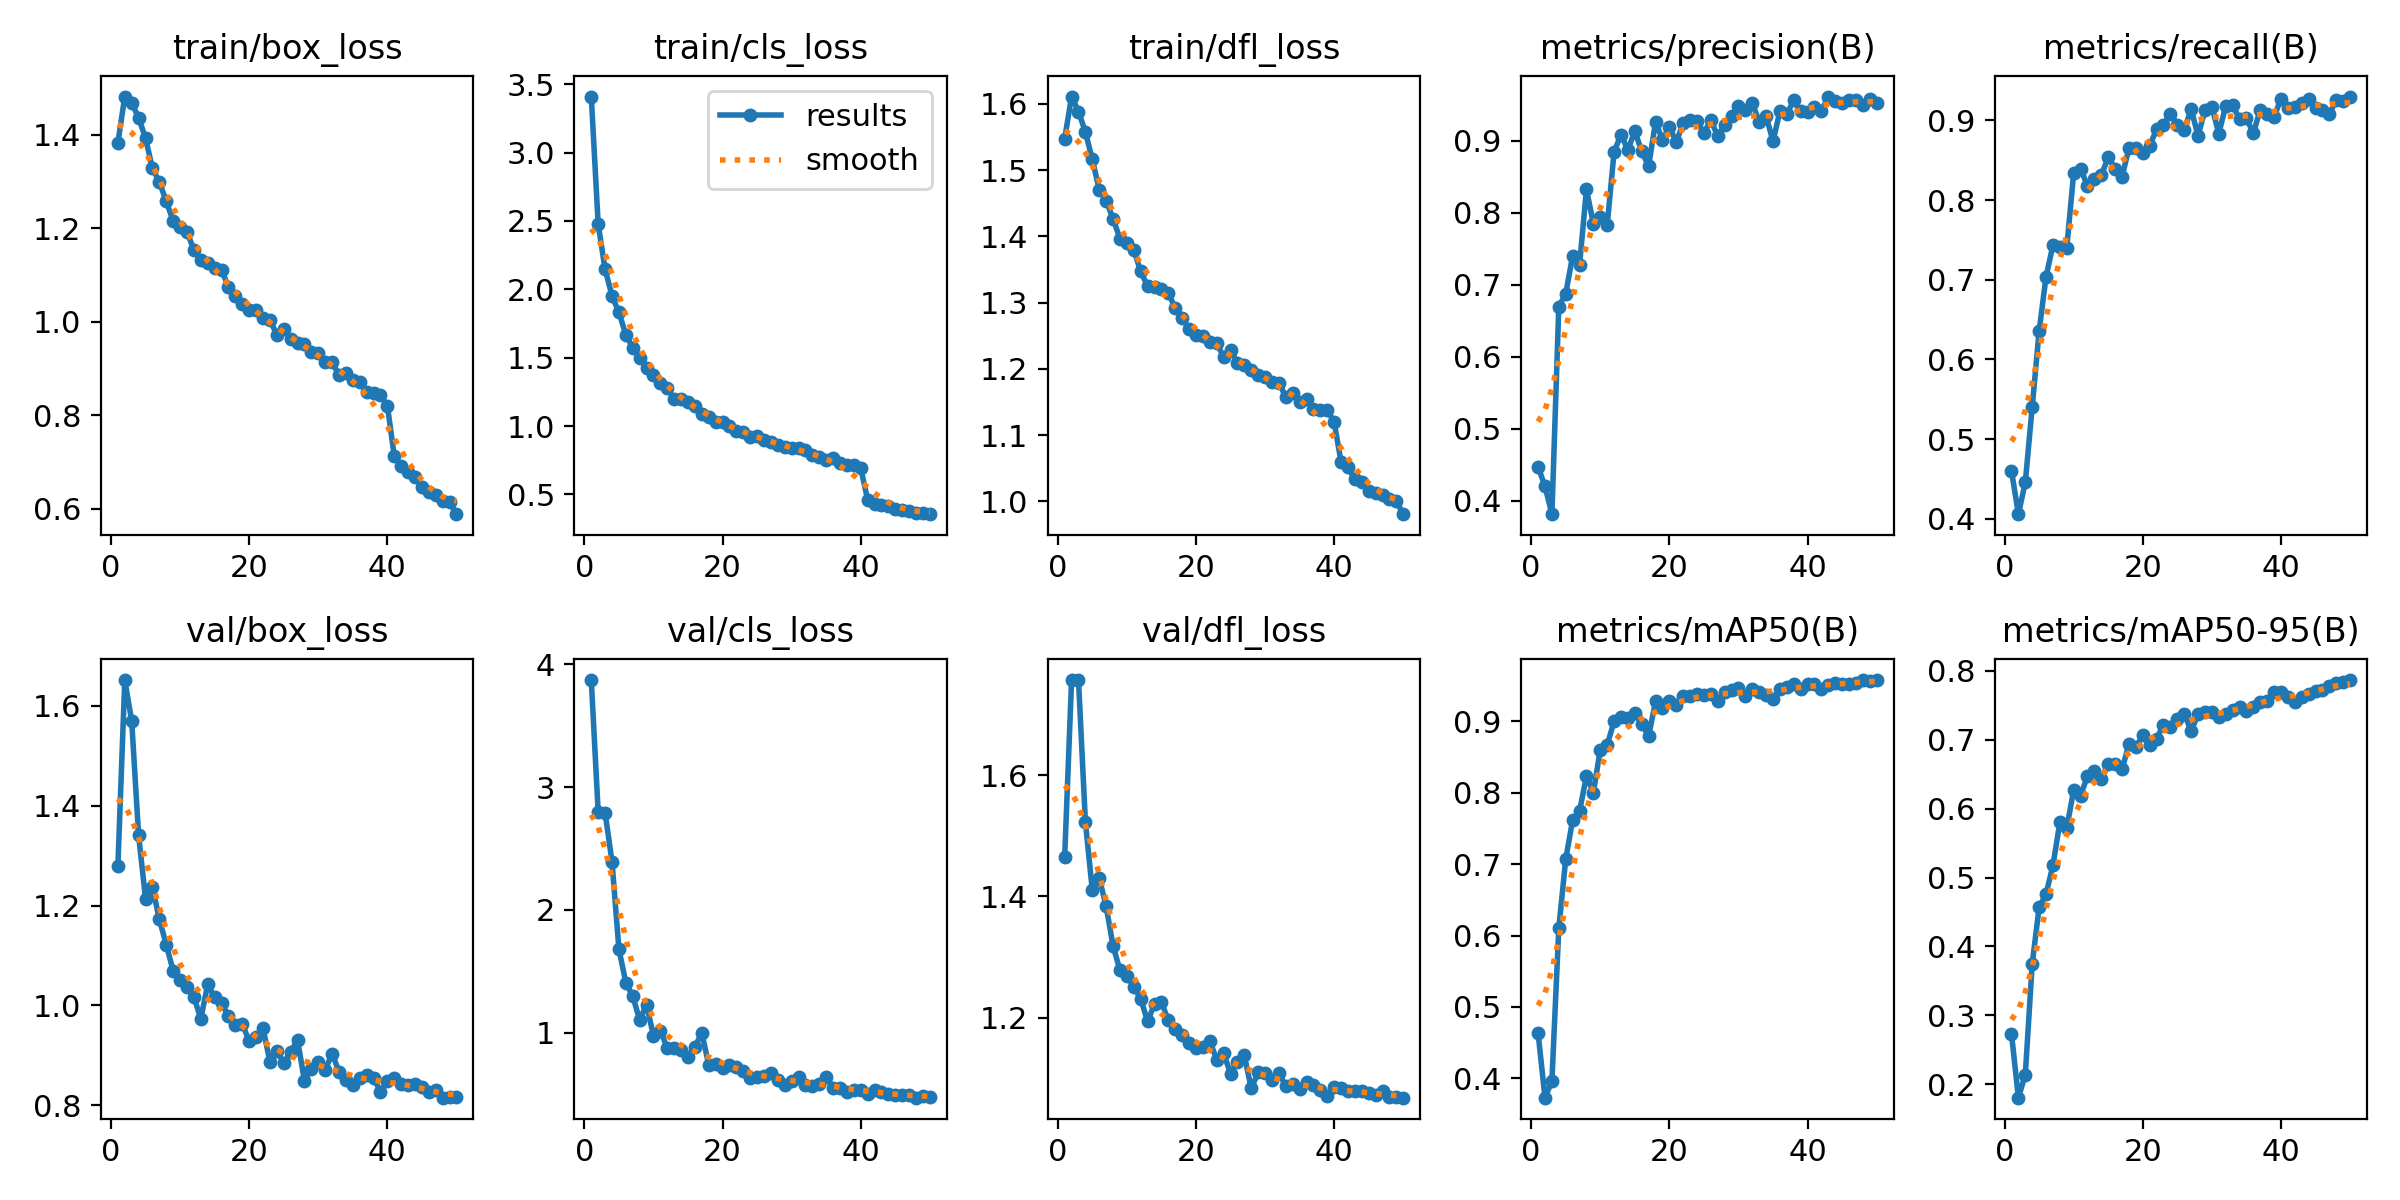 train/box_loss
1.4
1.2
1.0
0.8
0.6
0 20 40
train/cls_loss
results
smooth
3.5
3.0
2.5
2.0
1.5
1.0
0.5
0 20 40
train/dfl_loss
1.6
1.5
1.4
1.3
1.2
1.1
1.0
0 20 40
metrics/precision(B)
0.9
0.8
0.7
0.6
0.5
0.4
0 20 40
metrics/recall(B)
0.9
0.8
0.7
0.6
0.5
0.4
0 20 40
val/box_loss
1.6
1.4
1.2
1.0
0.8
0 20 40
val/cls_loss
4
3
2
1
0 20 40
val/dfl_loss
1.6
1.4
1.2
0 20 40
metrics/mAP50(B)
0.9
0.8
0.7
0.6
0.5
0.4
0 20 40
metrics/mAP50-95(B)
0.8
0.7
0.6
0.5
0.4
0.3
0.2
0 20 40